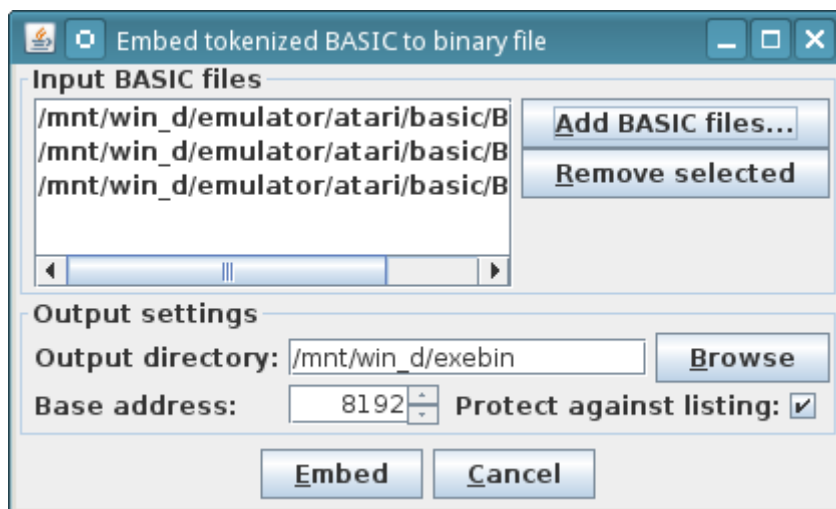 Embed tokenized BASIC to binary file
Input BASIC files
/mnt/win_d/emulator/atari/basic/B
/mnt/win_d/emulator/atari/basic/B
/mnt/win_d/emulator/atari/basic/B
Add BASIC files...
Remove selected
Output settings
Output directory: /mnt/win_d/exebin Browse
Base address: 8192 Protect against listing:
Embed Cancel